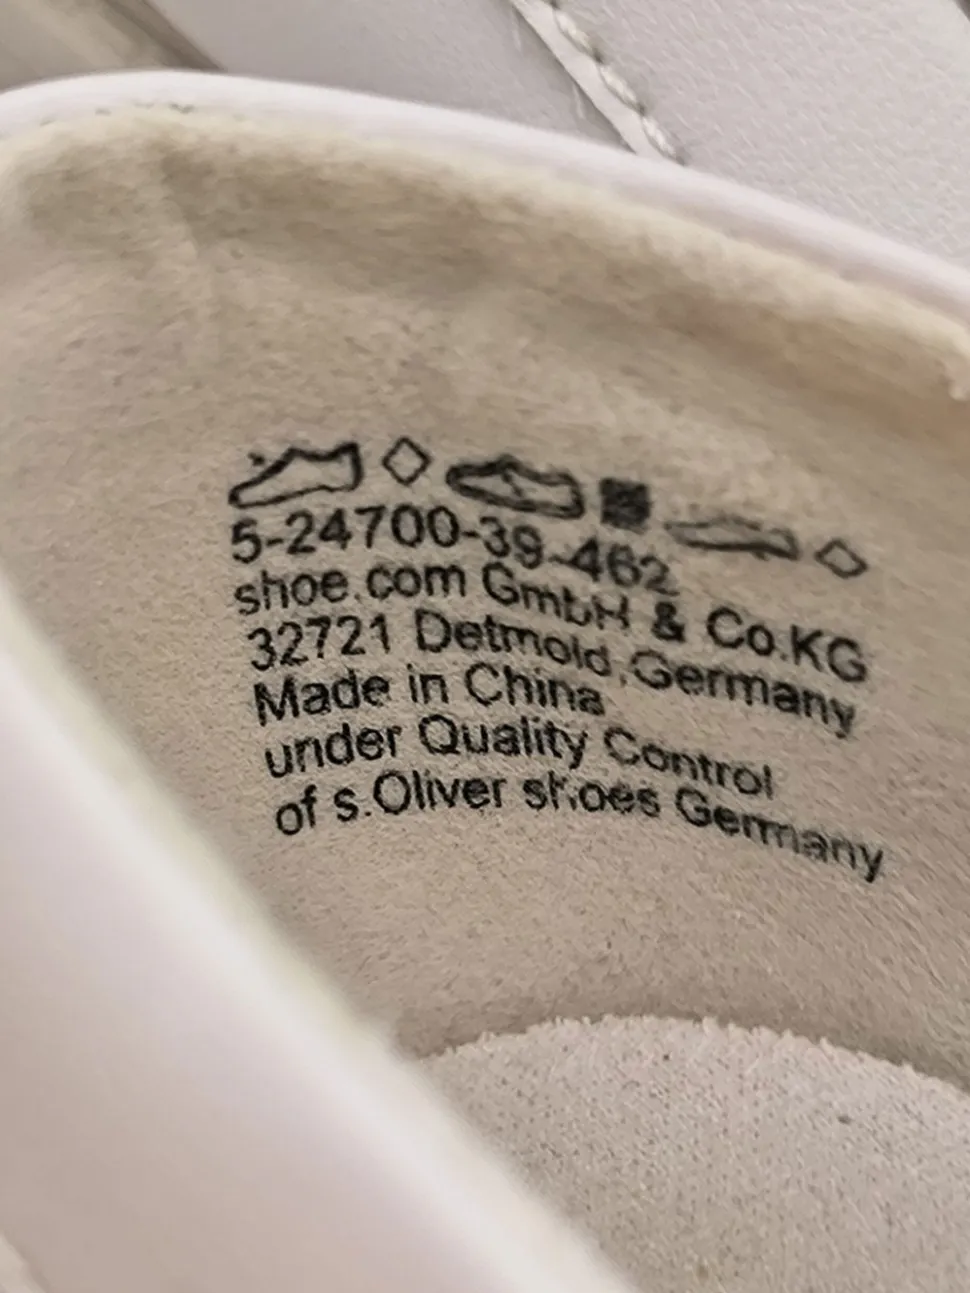 5-24700-39-462
shoe.com GmbH & Co.KG
32721 Detmold,Germany
Made in China
under Quality Control
of s.Oliver shoes Germany